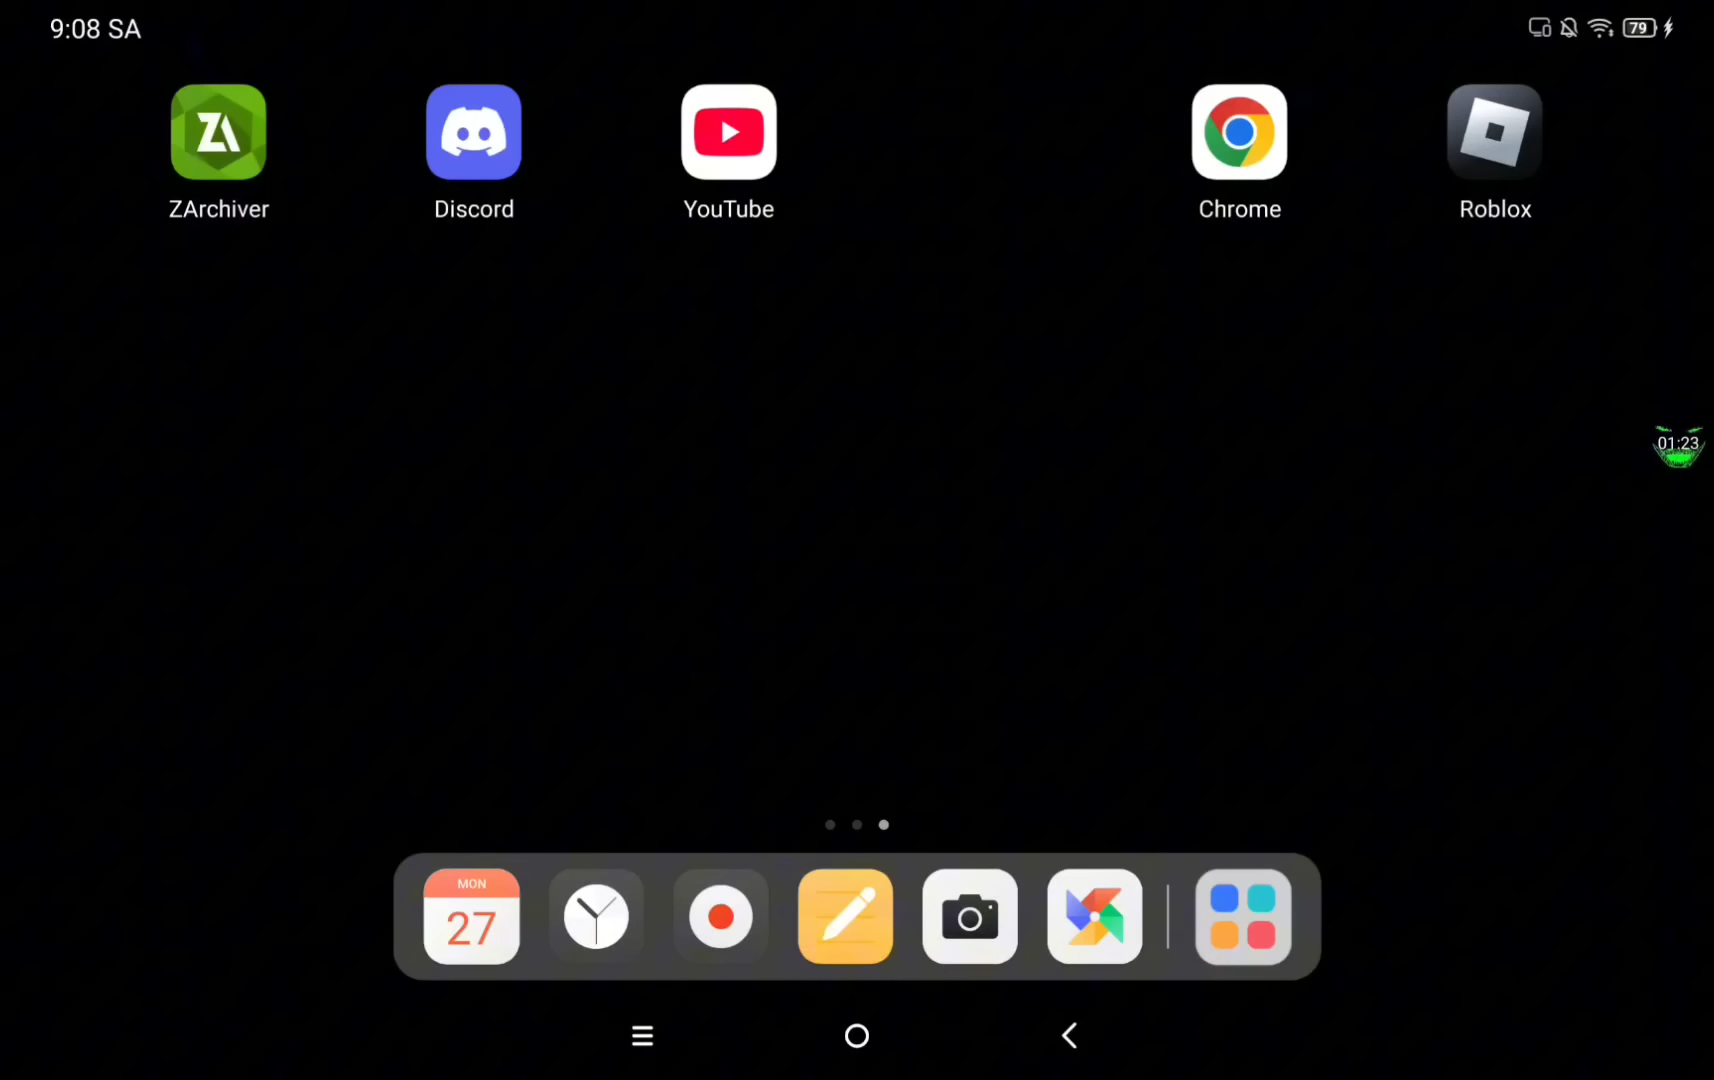 9:08 SA
79
ZArchiver
Discord
YouTube
Chrome
Roblox
01:23
MON
27